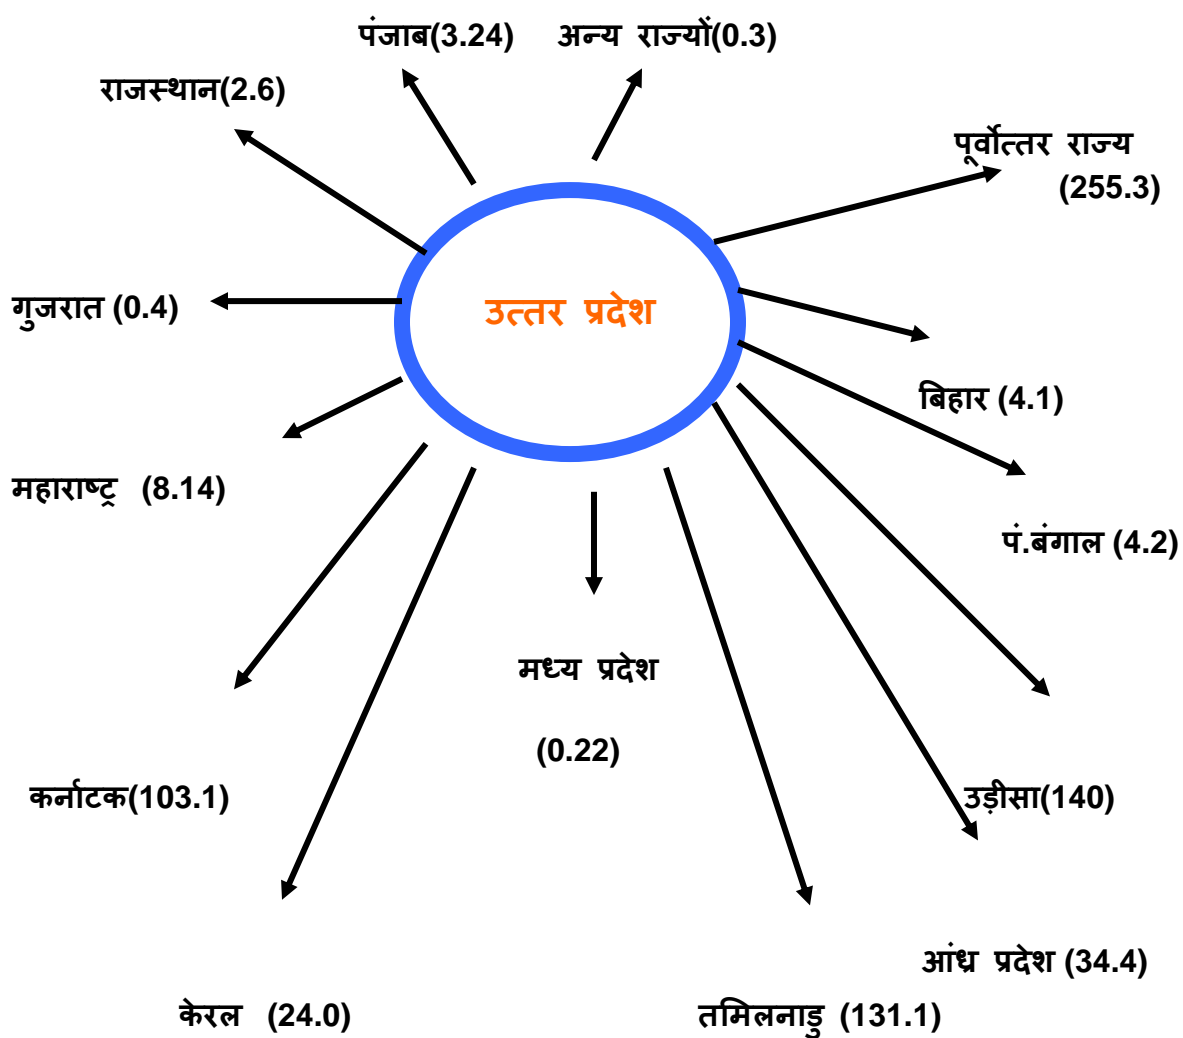 पंजाब(3.24) अन्य राज्यों(0.3)
राजस्थान(2.6)
पूर्वोत्तर राज्य
(255.3)
गुजरात (0.4)
उत्तर प्रदेश
बिहार (4.1)
महाराष्ट्र (8.14)
पं.बंगाल (4.2)
मध्य प्रदेश
(0.22)
कर्नाटक(103.1)
उड़ीसा(140)
आंध्र प्रदेश (34.4)
केरल (24.0)
तमिलनाडु (131.1)